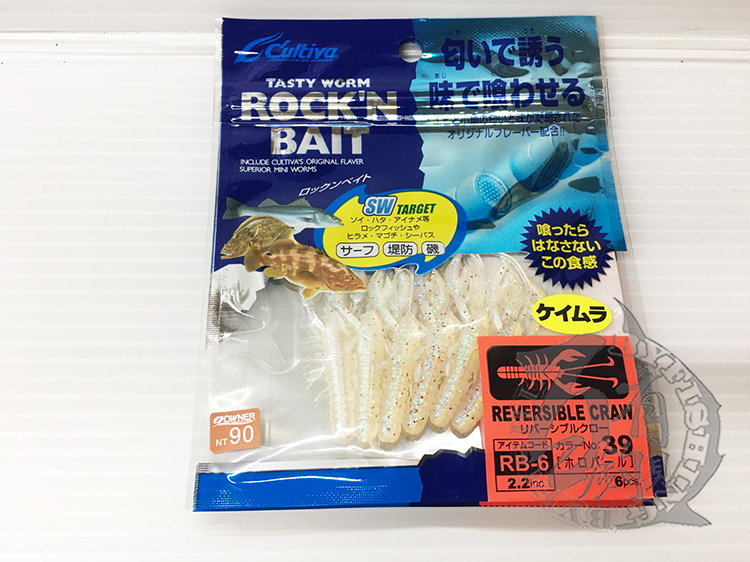 Cultiva
匂いで誘う
味で喰わせる
オリジナルフレーバー配合!!
TASTY WORM
ROCK'N
BAIT
INCLUDE CULTIVA'S ORIGINAL FLAVER
SUPERIOR MINI WORMS
ロックンベイト
SW TARGET
ソイ・ハタ・アイナメ等
ロックフィッシュや
ヒラメ・マゴチ・シーバス
サーフ 堤防 磯
喰ったら
はなさない
この食感
ケイムラ
OWNER
NT 90
REVERSIBLE CRAW
リバーシブルクロー
アイテムコード カラーNo. 39
RB-6 [ホロパール]
2.2inc. 6pcs.